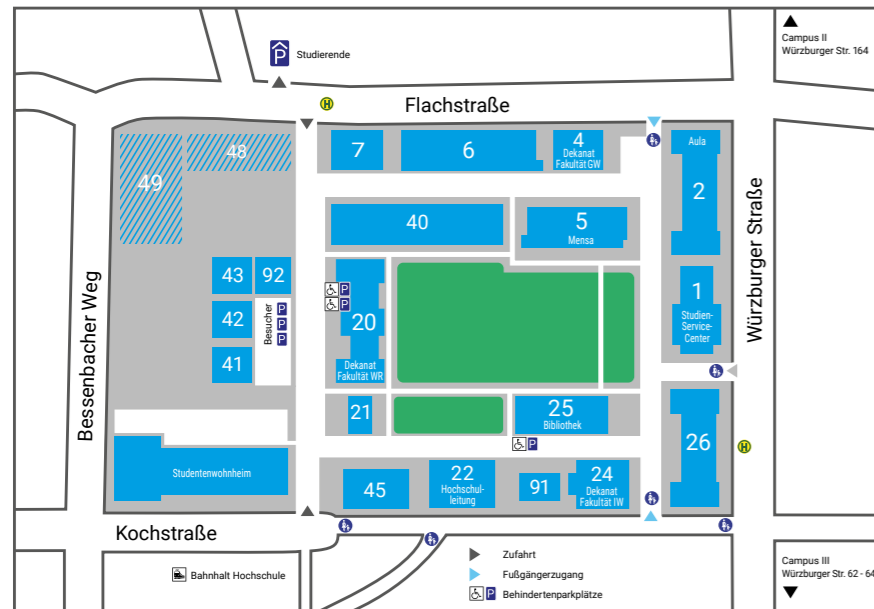 Campus II
Würzburger Str. 164
P
Studierende
H
Flachstraße
7
6
4
Dekanat
Fakultät GW
Aula
2
48
49
40
5
Mensa
Würzburger Straße
43
92
42
41
Besucher
P
P
P
P
P
20
Dekanat
Fakultät WR
1
Studien-
Service-
Center
Bessenbacher Weg
21
25
Bibliothek
P
26
H
Studentenwohnheim
45
22
Hochschul-
leitung
91
24
Dekanat
Fakultät IW
Kochstraße
Bahnhalt Hochschule
Zufahrt
Fußgängerzugang
P
Behindertenparkplätze
Campus III
Würzburger Str. 62 - 64